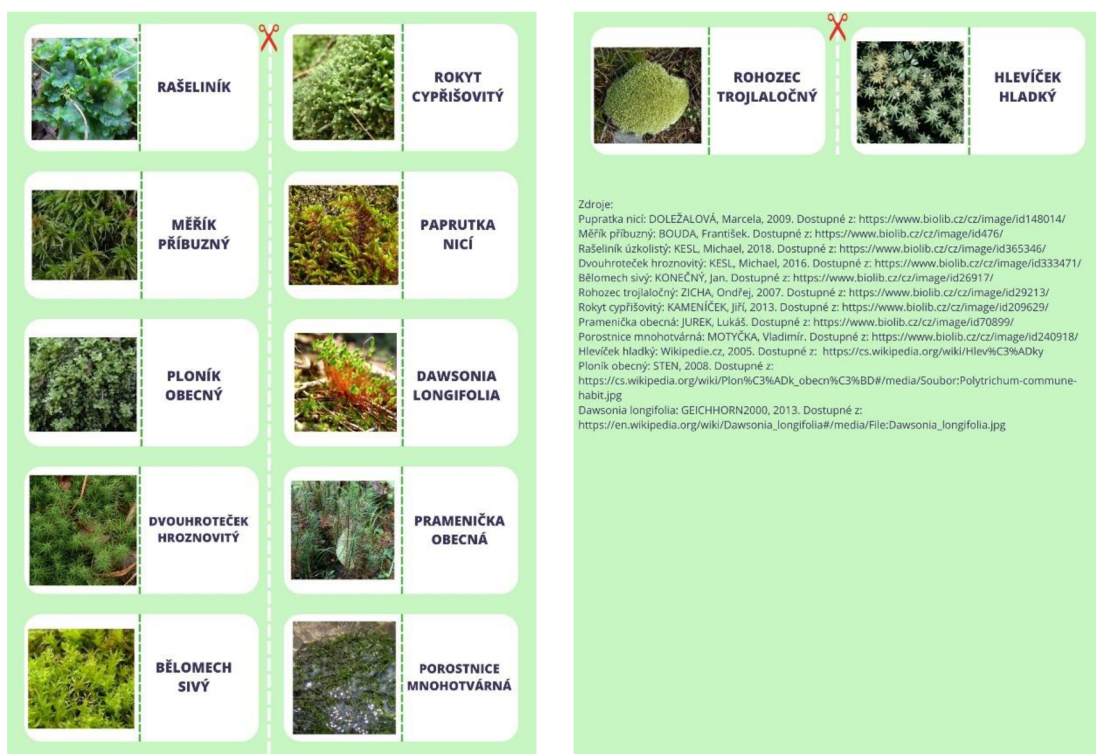 RAŠELINÍK
ROKYT
CYPŘIŠOVITÝ
MĚŘÍK
PŘÍBUZNÝ
PAPRUTKA
NICÍ
PLONÍK
OBECNÝ
DAWSONIA
LONGIFOLIA
DVOUHROTEČEK
HROZNOVITÝ
PRAMENIČKA
OBECNÁ
BĚLOMECH
SIVÝ
POROSTNICE
MNOHOTVÁRNÁ
ROHOZEC
TROJLALOČNÝ
HLEVÍČEK
HLADKÝ
Zdroje:
Pupratka nicí: DOLEŽALOVÁ, Marcela, 2009. Dostupné z: https://www.biolib.cz/cz/image/id148014/
Měřík příbuzný: BOUDA, František. Dostupné z: https://www.biolib.cz/cz/image/id476/
Rašeliník úzkolistý: KESL, Michael, 2018. Dostupné z: https://www.biolib.cz/cz/image/id365346/
Dvouhroteček hroznovitý: KESL, Michael, 2016. Dostupné z: https://www.biolib.cz/cz/image/id333471/
Bělomech sivý: KONEČNÝ, Jan. Dostupné z: https://www.biolib.cz/cz/image/id26917/
Rohozec trojlaločný: ZICHA, Ondřej, 2007. Dostupné z: https://www.biolib.cz/cz/image/id29213/
Rokyt cypřišovitý: KAMENÍČEK, Jiří, 2013. Dostupné z: https://www.biolib.cz/cz/image/id209629/
Pramenička obecná: JUREK, Lukáš. Dostupné z: https://www.biolib.cz/cz/image/id70899/
Porostnice mnohotvárná: MOTYČKA, Vladimír. Dostupné z: https://www.biolib.cz/cz/image/id240918/
Hlevíček hladký: Wikipedie.cz, 2005. Dostupné z: https://cs.wikipedia.org/wiki/Hlev%C3%ADky
Ploník obecný: STEN, 2008. Dostupné z:
https://cs.wikipedia.org/wiki/Plon%C3%ADk_obecn%C3%BD#/media/Soubor:Polytrichum-commune-
habit.jpg
Dawsonia longifolia: GEICHHORN2000, 2013. Dostupné z:
https://en.wikipedia.org/wiki/Dawsonia_longifolia#/media/File:Dawsonia_longifolia.jpg